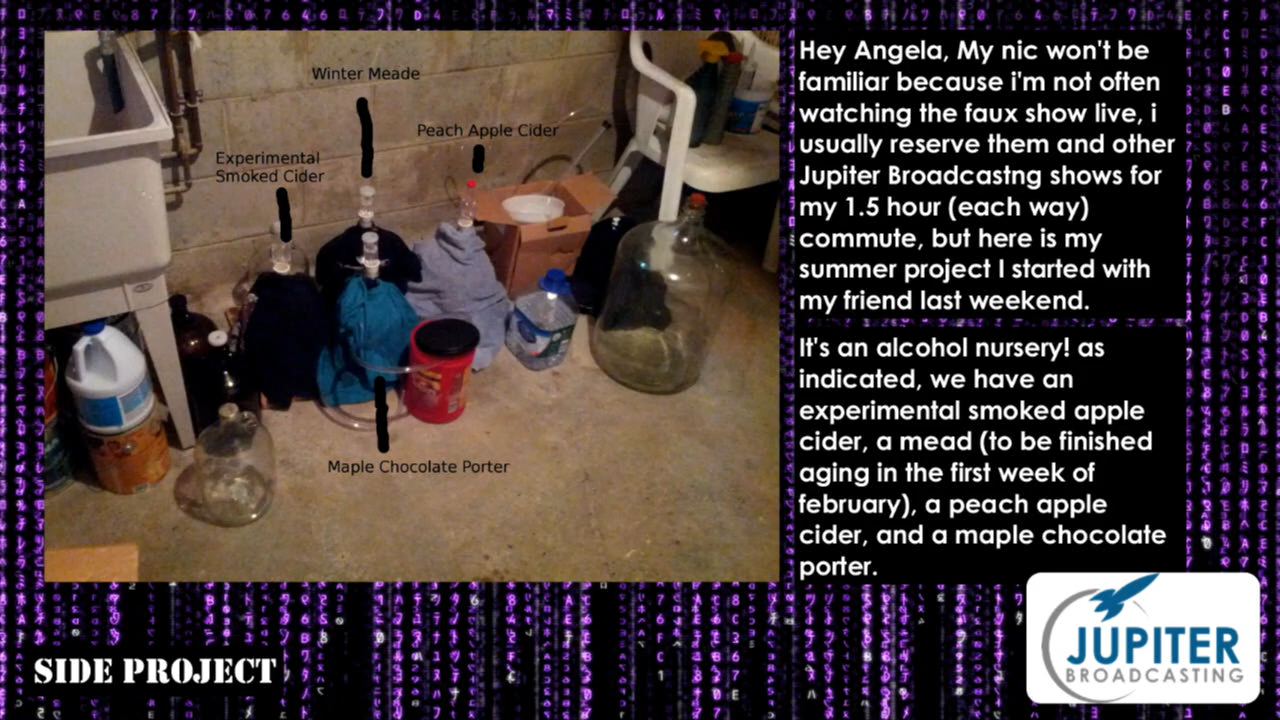 Winter Meade
Peach Apple Cider
Experimental
Smoked Cider
Maple Chocolate Porter
Hey Angela, My nic won't be
familiar because i'm not often
watching the faux show live, i
usually reserve them and other
Jupiter Broadcastng shows for
my 1.5 hour (each way)
commute, but here is my
summer project I started with
my friend last weekend.
It's an alcohol nursery! as
indicated, we have an
experimental smoked apple
cider, a mead (to be finished
aging in the first week of
february), a peach apple
cider, and a maple chocolate
porter.
SIDE PROJECT
JUPITER
BROADCASTING